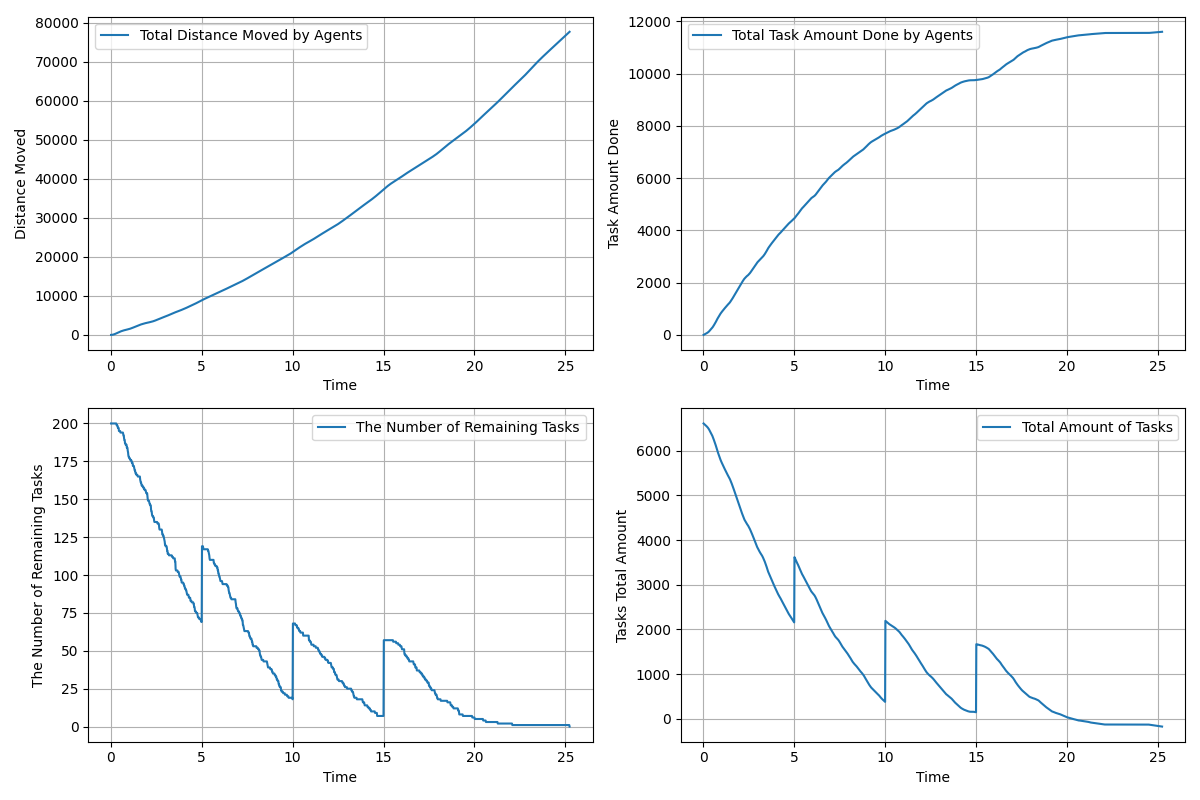 80000
70000
60000
50000
40000
30000
20000
10000
0
Distance Moved
Total Distance Moved by Agents
0 5 10 15 20 25
Time
12000
10000
8000
6000
4000
2000
0
Task Amount Done
Total Task Amount Done by Agents
0 5 10 15 20 25
Time
200
175
150
125
100
75
50
25
0
The Number of Remaining Tasks
The Number of Remaining Tasks
0 5 10 15 20 25
Time
6000
5000
4000
3000
2000
1000
0
Tasks Total Amount
Total Amount of Tasks
0 5 10 15 20 25
Time